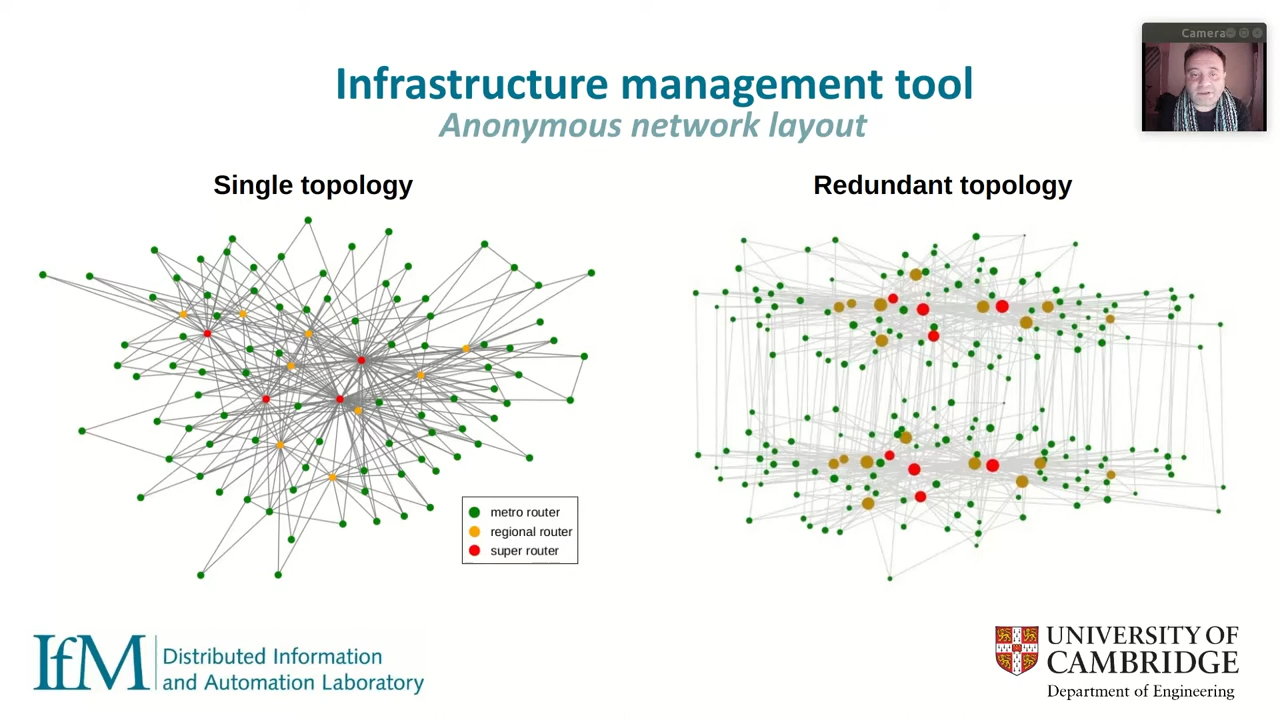 Camera
Infrastructure management tool
Anonymous network layout
Single topology
Redundant topology
metro router
regional router
super router
IfM
Distributed Information
and Automation Laboratory
UNIVERSITY OF
CAMBRIDGE
Department of Engineering